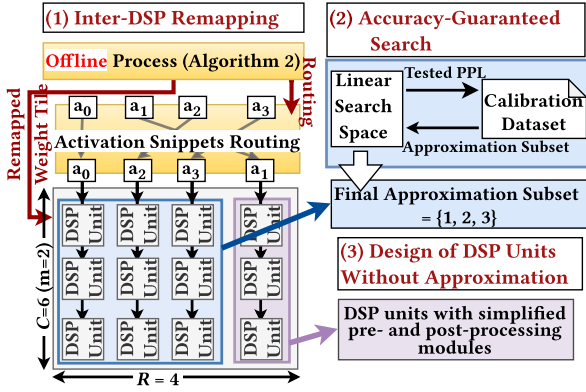 (1) Inter-DSP Remapping
Offline Process (Algorithm 2)
Remapped
Weight Tile
Routing
a0 a1 a2 a3
Activation Snippets Routing
a0 a2 a3 a1
DSP Unit DSP Unit DSP Unit DSP Unit
DSP Unit DSP Unit DSP Unit DSP Unit
DSP Unit DSP Unit DSP Unit DSP Unit
C=6 (m=2)
R = 4
(2) Accuracy-Guaranteed
Search
Linear
Search
Space
Tested PPL
Calibration
Dataset
Approximation Subset
Final Approximation Subset
= {1, 2, 3}
(3) Design of DSP Units
Without Approximation
DSP units with simplified
pre- and post-processing
modules